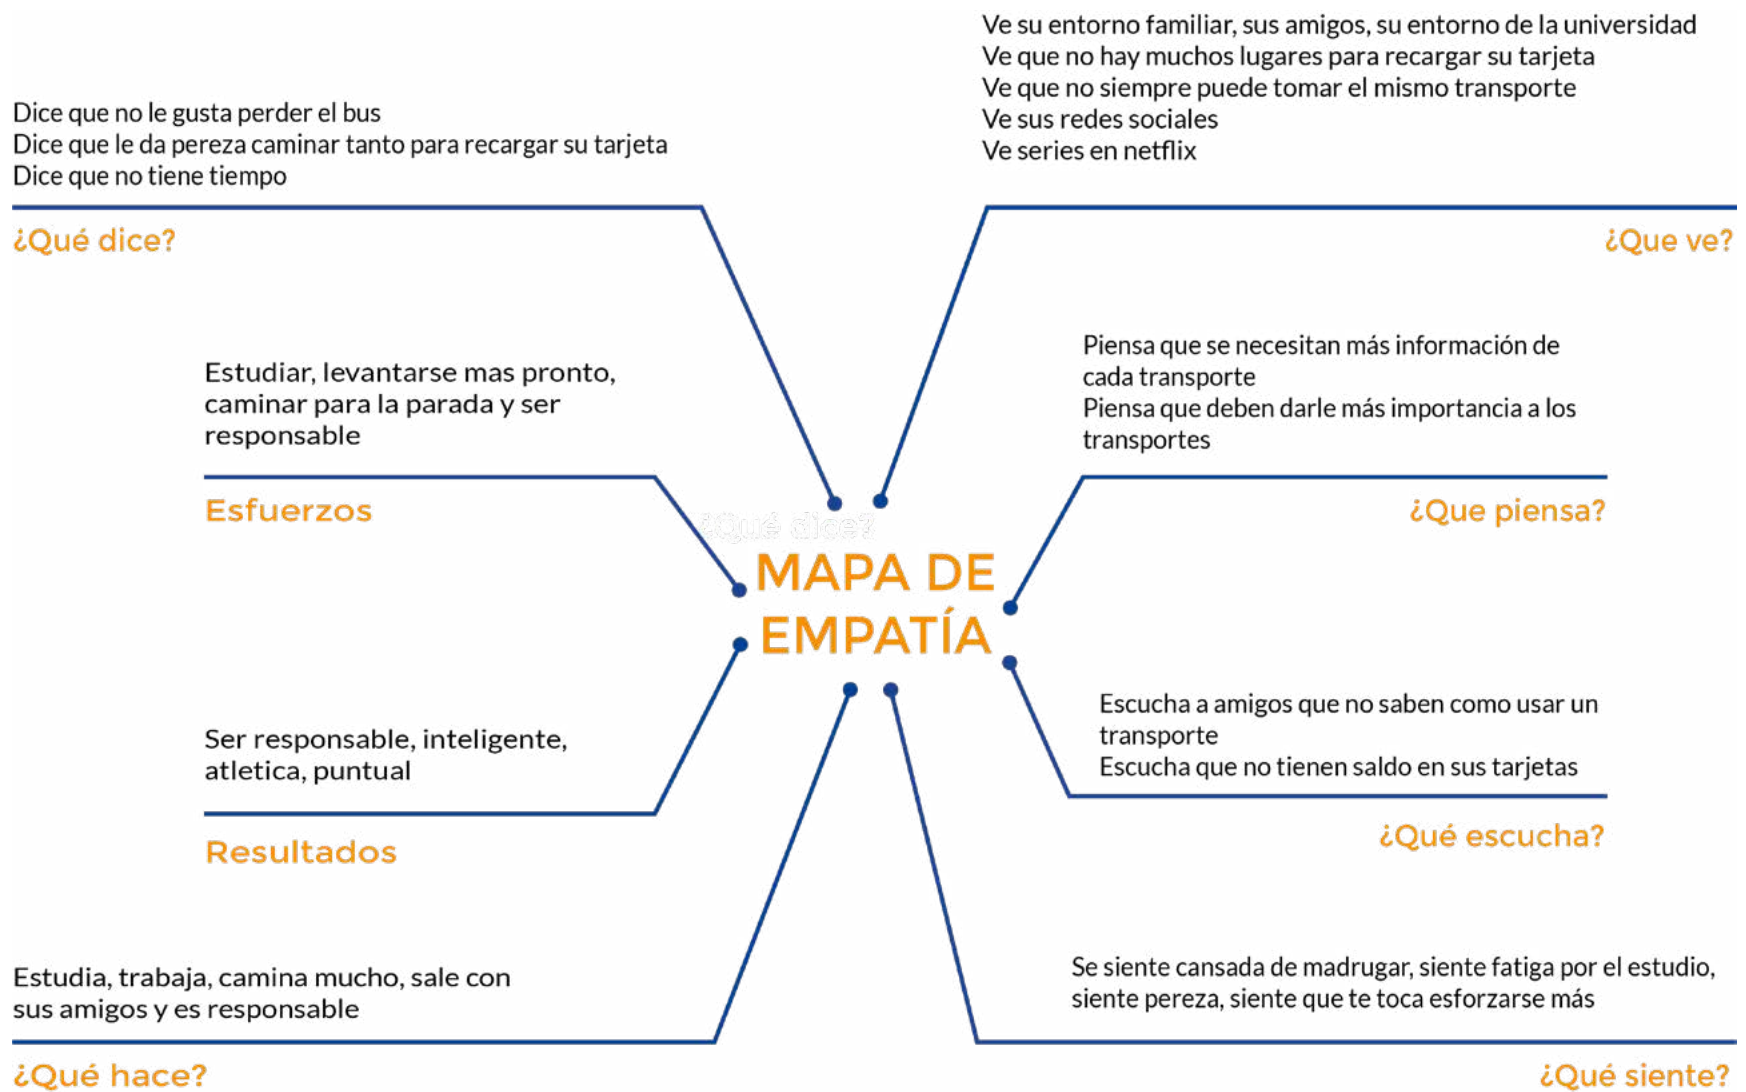 Dice que no le gusta perder el bus
Dice que le da pereza caminar tanto para recargar su tarjeta
Dice que no tiene tiempo
¿Qué dice?
Ve su entorno familiar, sus amigos, su entorno de la universidad
Ve que no hay muchos lugares para recargar su tarjeta
Ve que no siempre puede tomar el mismo transporte
Ve sus redes sociales
Ve series en netflix
¿Que ve?
Estudiar, levantarse mas pronto,
caminar para la parada y ser
responsable
Esfuerzos
Piensa que se necesitan más información de
cada transporte
Piensa que deben darle más importancia a los
transportes
¿Que piensa?
¿Qué dice?
MAPA DE
EMPATÍA
Ser responsable, inteligente,
atletica, puntual
Resultados
Escucha a amigos que no saben como usar un
transporte
Escucha que no tienen saldo en sus tarjetas
¿Qué escucha?
Estudia, trabaja, camina mucho, sale con
sus amigos y es responsable
¿Qué hace?
Se siente cansada de madrugar, siente fatiga por el estudio,
siente pereza, siente que te toca esforzarse más
¿Qué siente?